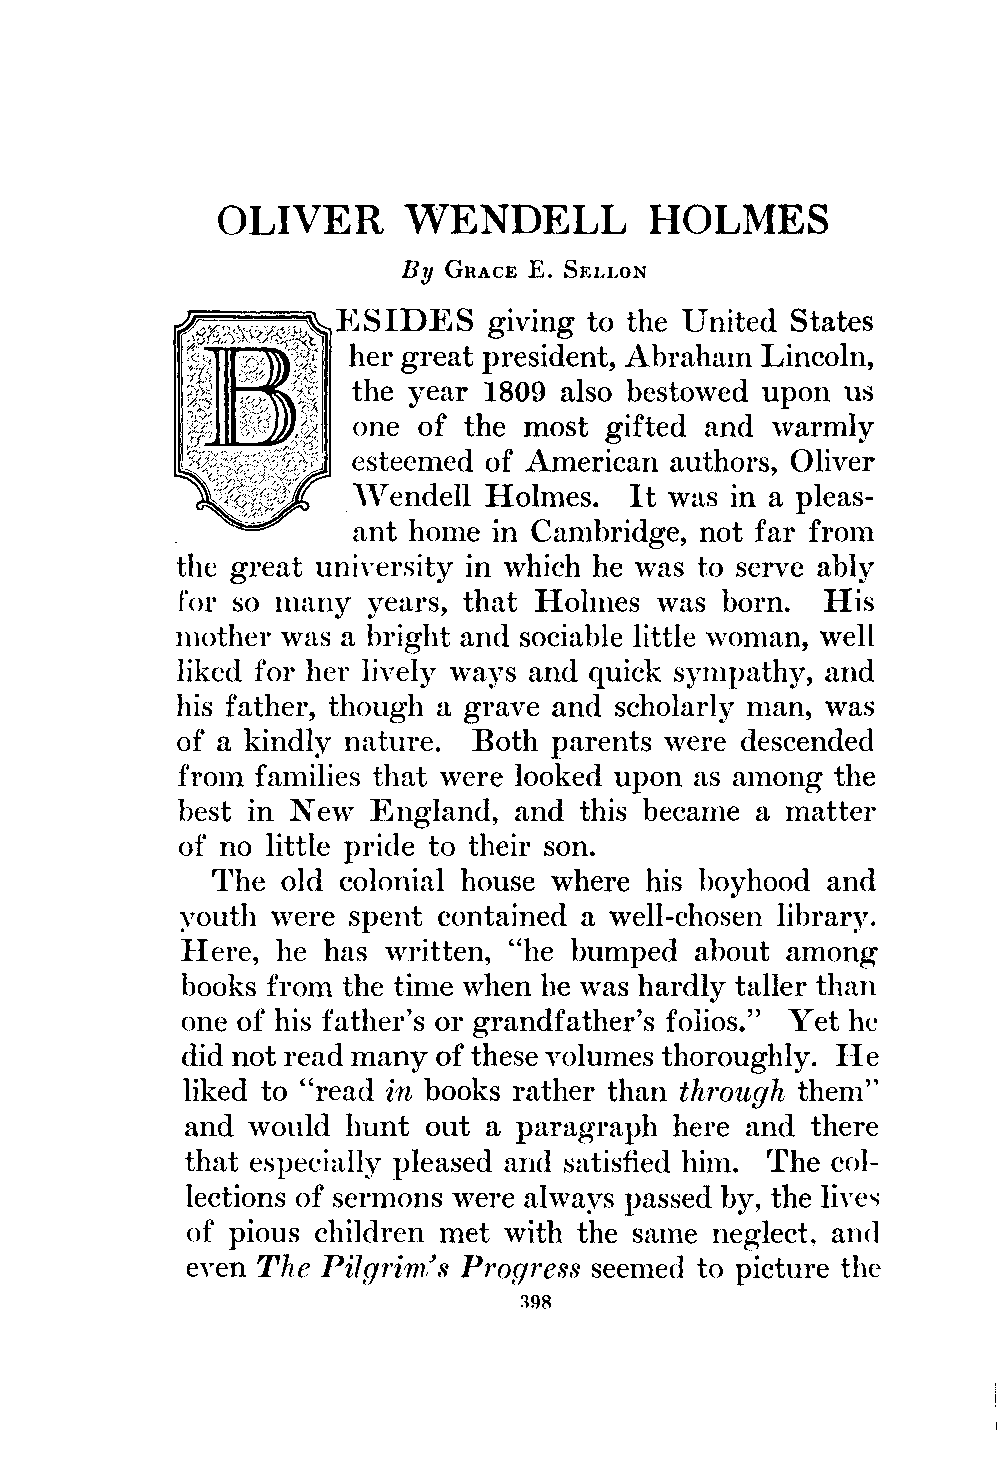 OLIVER WENDELL HOLMES
By GRACE E. SELLON
BESIDES giving to the United States
her great president, Abraham Lincoln,
the year 1809 also bestowed upon us
one of the most gifted and warmly
esteemed of American authors, Oliver
Wendell Holmes. It was in a pleas-
ant home in Cambridge, not far from
the great university in which he was to serve ably
for so many years, that Holmes was born. His
mother was a bright and sociable little woman, well
liked for her lively ways and quick sympathy, and
his father, though a grave and scholarly man, was
of a kindly nature. Both parents were descended
from families that were looked upon as among the
best in New England, and this became a matter
of no little pride to their son.
The old colonial house where his boyhood and
youth were spent contained a well-chosen library.
Here, he has written, “he bumped about among
books from the time when he was hardly taller than
one of his father's or grandfather's folios.” Yet he
did not read many of these volumes thoroughly. He
liked to “read in books rather than through them”
and would hunt out a paragraph here and there
that especially pleased and satisfied him. The col-
lections of sermons were always passed by, the lives
of pious children met with the same neglect, and
even The Pilgrim's Progress seemed to picture the
398